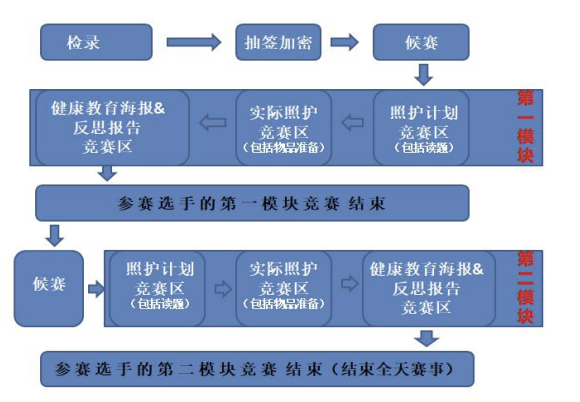 检录
抽签加密
候赛
照护计划
竞赛区
（包括读题）
实际照护
竞赛区
（包括物品准备）
健康教育海报&
反思报告
竞赛区
第一模块
参赛选手的第一模块竞赛 结束
候赛
照护计划
竞赛区
（包括读题）
实际照护
竞赛区
（包括物品准备）
健康教育海报&
反思报告
竞赛区
第二模块
参赛选手的第二模块竞赛 结束（结束全天赛事）